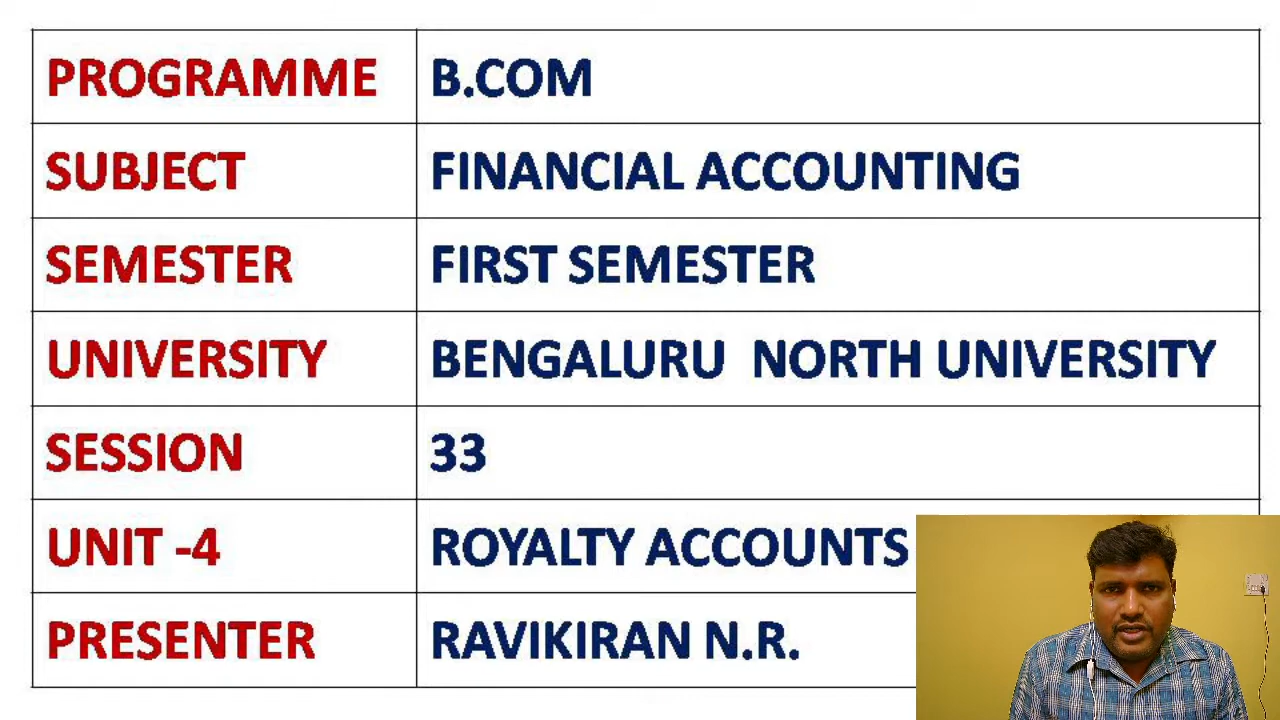 PROGRAMME B.COM
SUBJECT FINANCIAL ACCOUNTING
SEMESTER FIRST SEMESTER
UNIVERSITY BENGALURU NORTH UNIVERSITY
SESSION 33
UNIT -4 ROYALTY ACCOUNTS
PRESENTER RAVIKIRAN N.R.